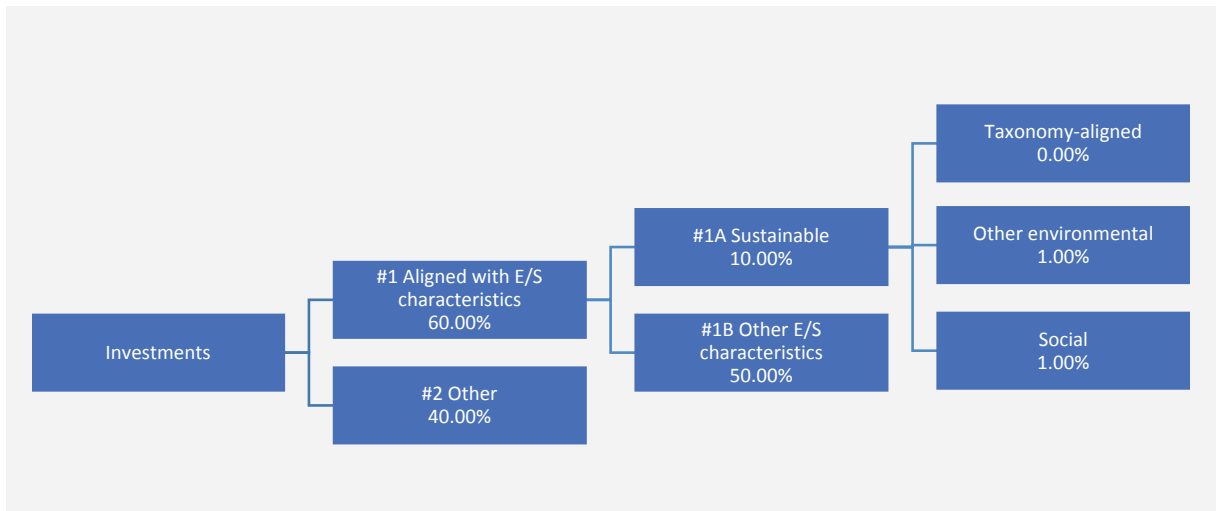 Investments
#1 Aligned with E/S
characteristics
60.00%
#2 Other
40.00%
#1A Sustainable
10.00%
#1B Other E/S
characteristics
50.00%
Taxonomy-aligned
0.00%
Other environmental
1.00%
Social
1.00%